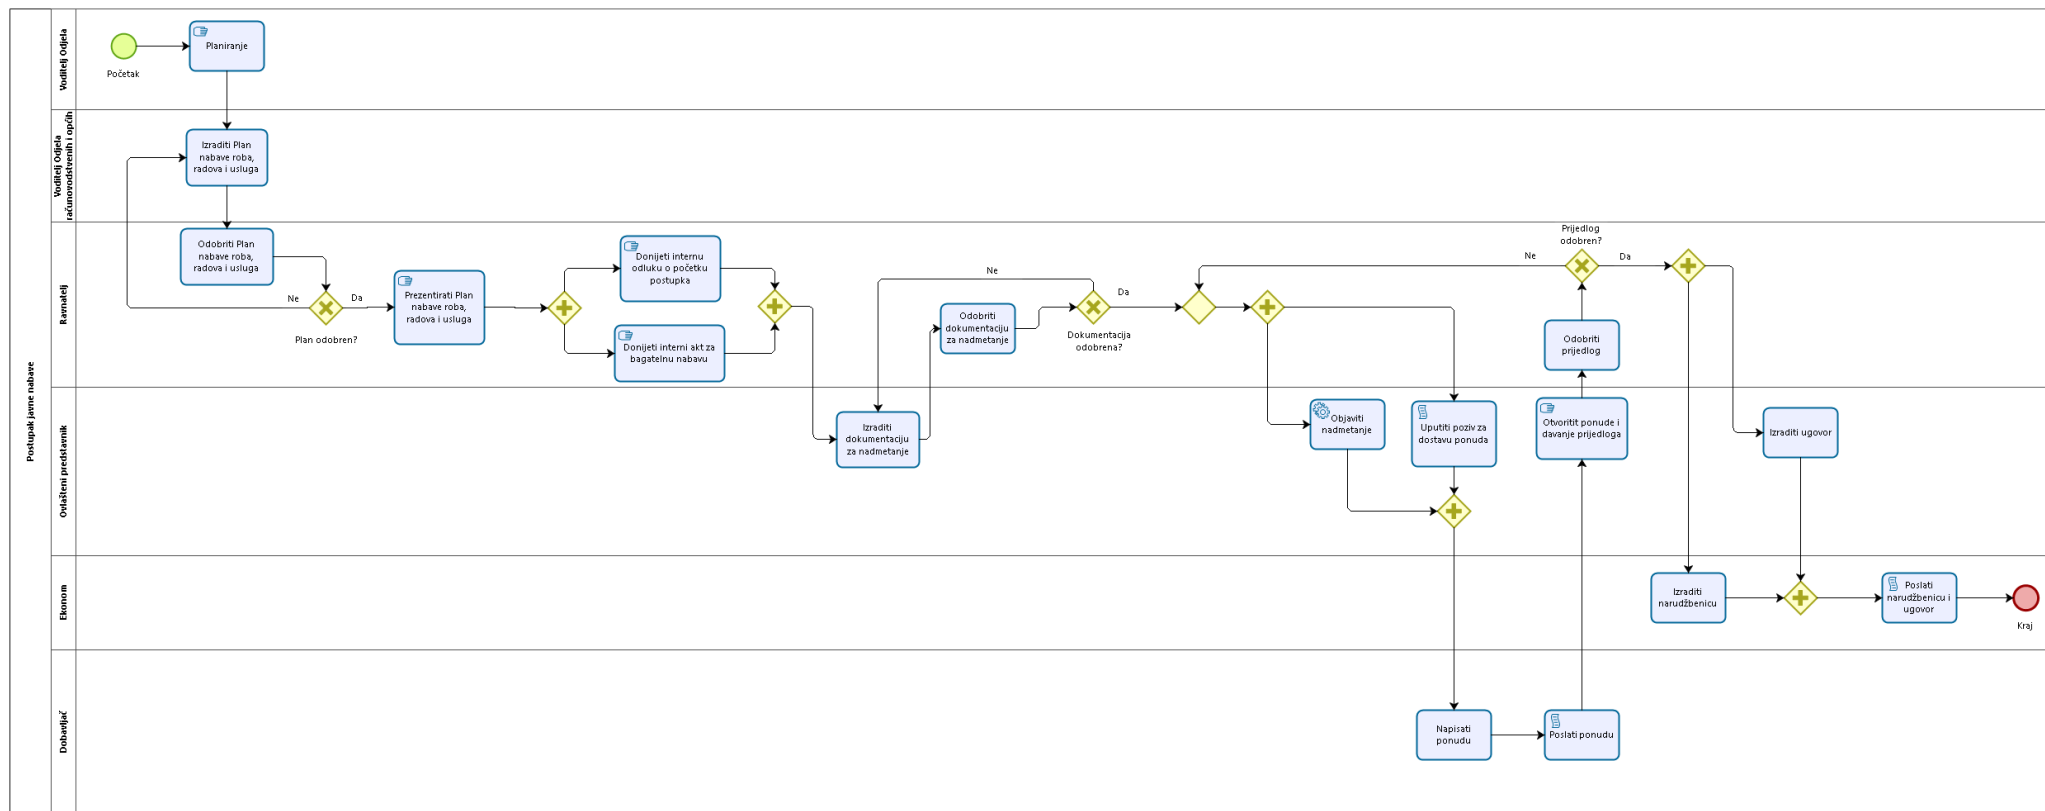 Postupak javne nabave
Voditelj Odjela
Početak
Planiranje
Voditelj Odjela
računovodstvenih i općih
Izraditi Plan
nabave roba,
radova i usluga
Ravnatelj
Odobriti Plan
nabave roba,
radova i usluga
Ne
Da
Plan odobren?
Prezentirati Plan
nabave roba,
radova i usluga
Donijeti internu
odluku o početku
postupka
Donijeti interni akt za
bagatelnu nabavu
Odobriti
dokumentaciju
za nadmetanje
Ne
Da
Dokumentacija
odobrena?
Prijedlog
odobren?
Ne
Da
Odobriti
prijedlog
Ovlašteni predstavnik
Izraditi
dokumentaciju
za nadmetanje
Objaviti
nadmetanje
Uputiti poziv za
dostavu ponuda
Otvoritit ponude i
davanje prijedloga
Izraditi ugovor
Ekonom
Izraditi
narudžbenicu
Poslati
narudžbenicu i
ugovor
Kraj
Dobavljač
Napisati
ponudu
Poslati ponudu